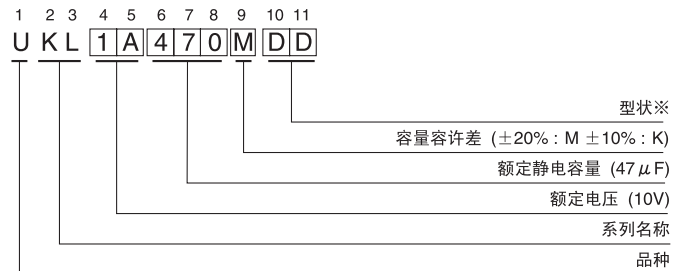 1 2 3 4 5 6 7 8 9 10 11
U K L 1 A 4 7 0 M D D
型状※
容量容许差 (±20% : M ±10% : K)
额定静电容量 (47μF)
额定电压 (10V)
系列名称
品种